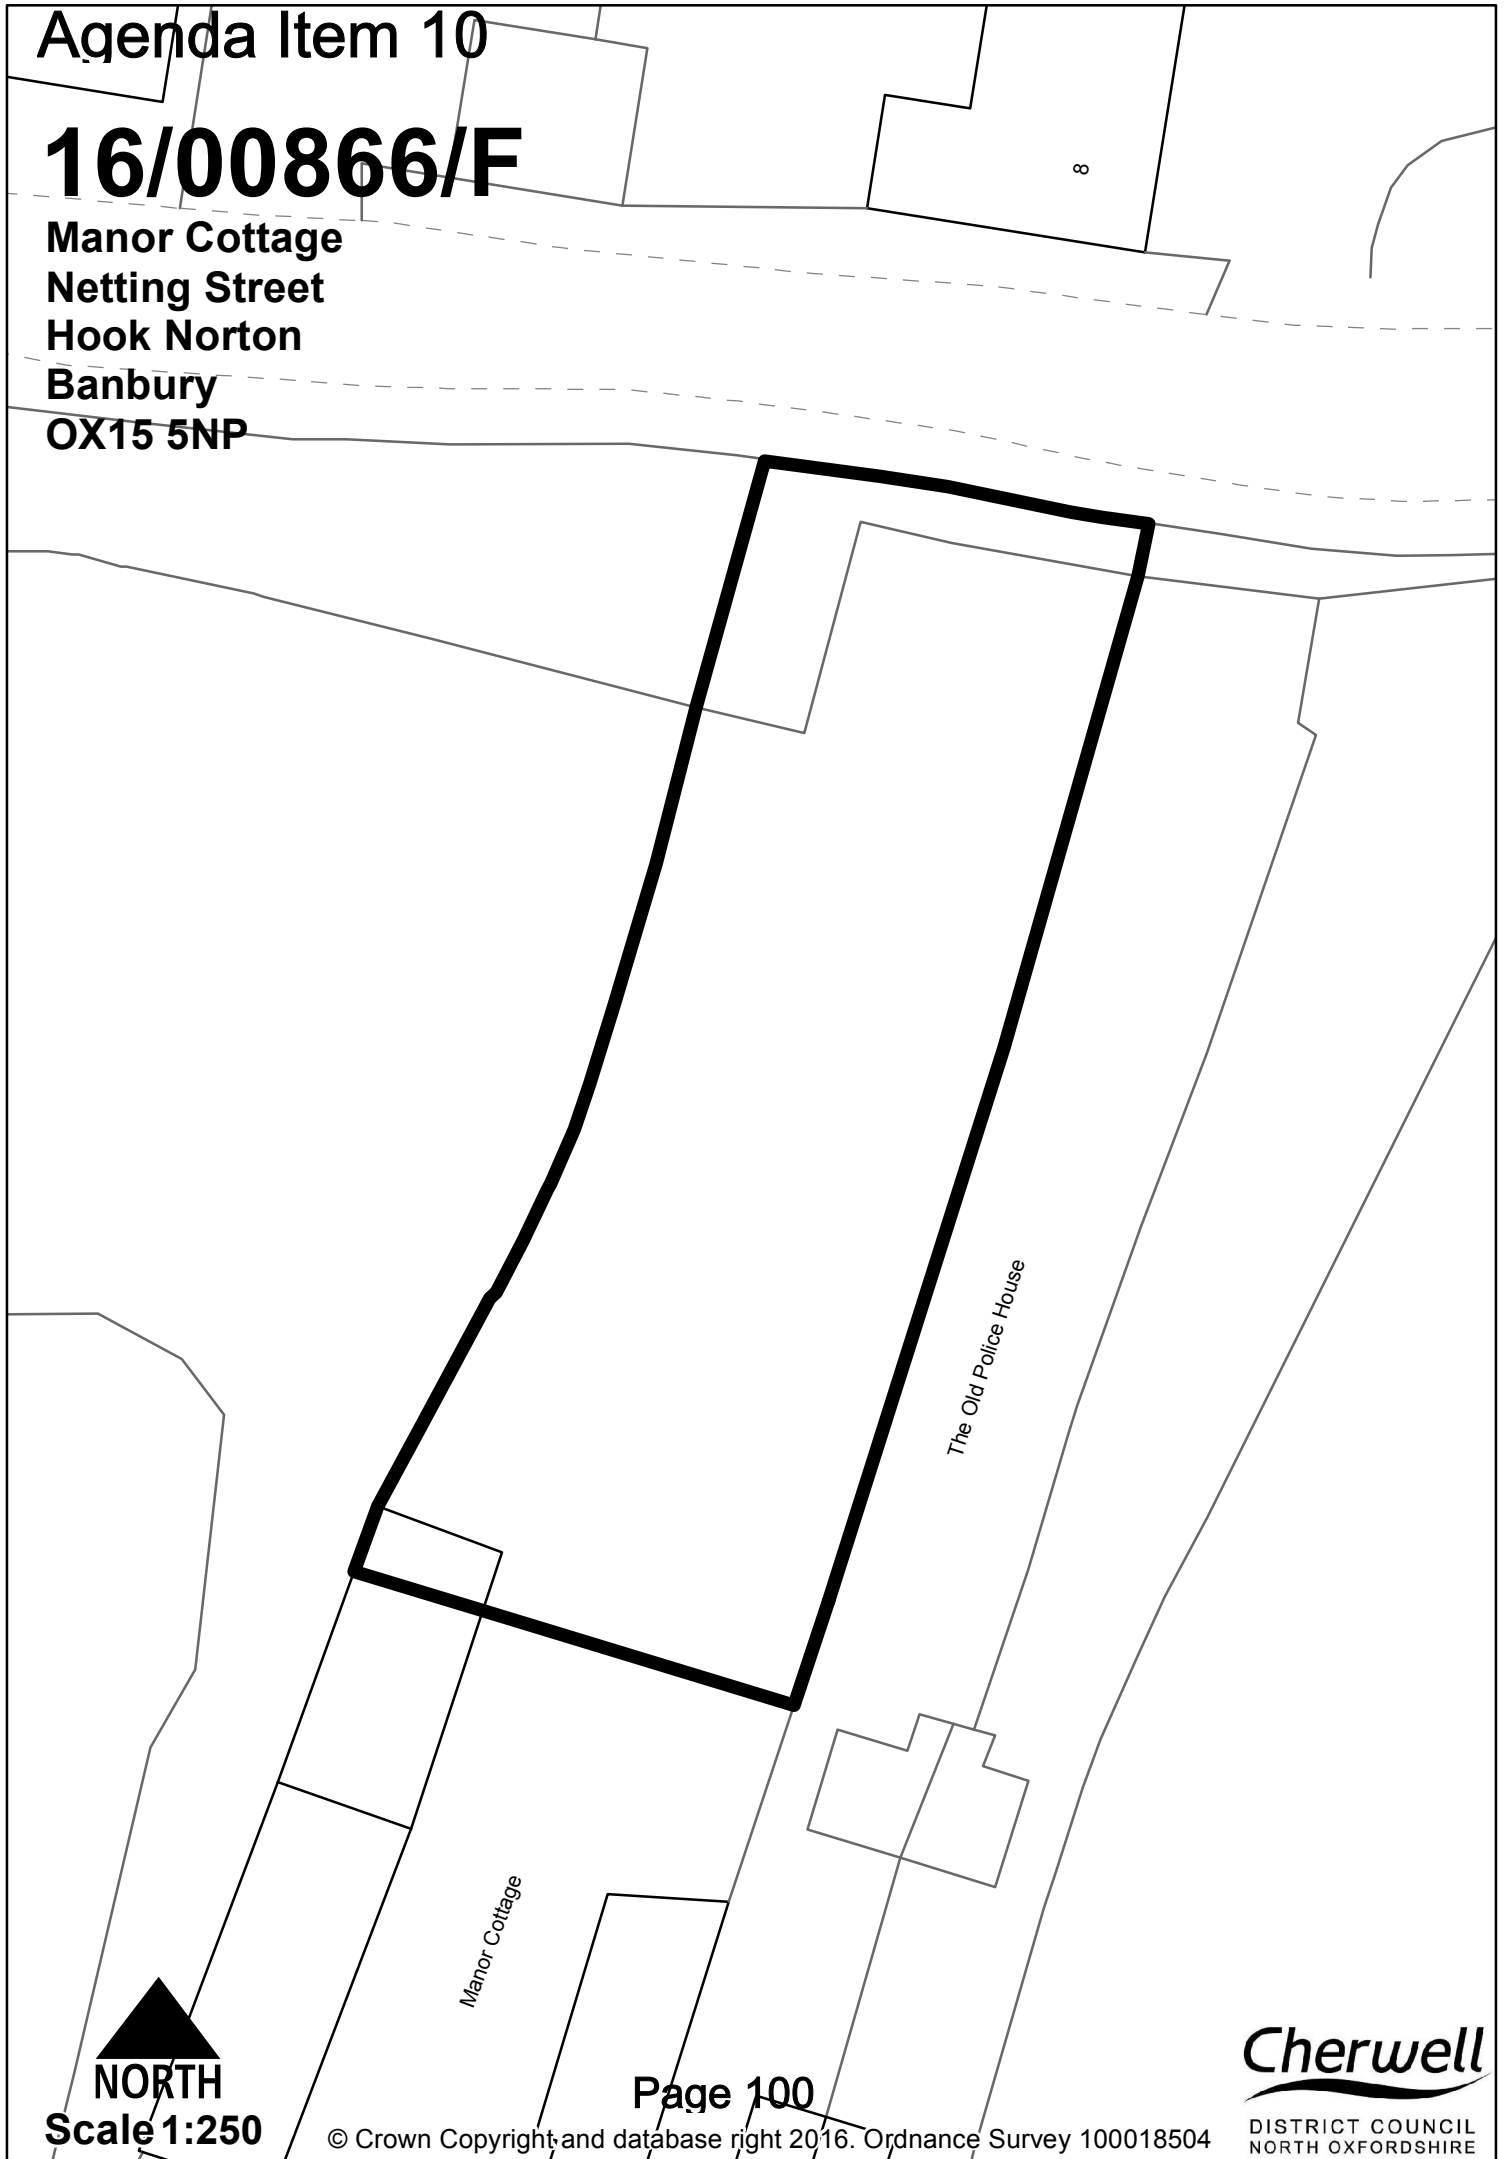 Agenda Item 10
16/00866/F
Manor Cottage
Netting Street
Hook Norton
Banbury
OX15 5NP
8
The Old Police House
Manor Cottage
NORTH
Scale 1:250
Page 100
© Crown Copyright and database right 2016. Ordnance Survey 100018504
Cherwell
DISTRICT COUNCIL
NORTH OXFORDSHIRE